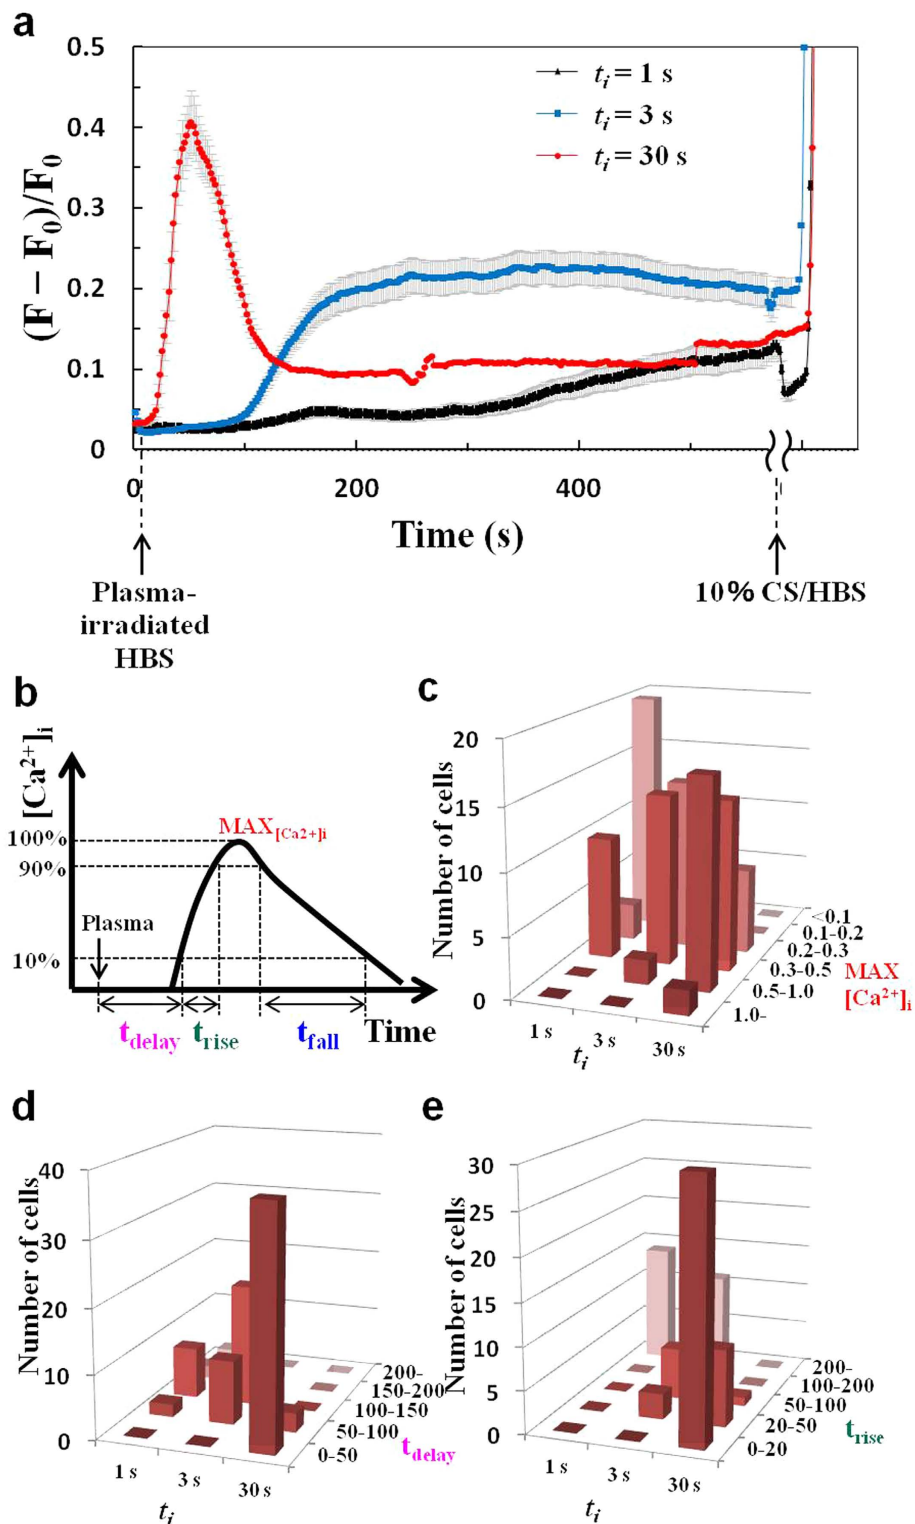 a
0.5
0.4
0.3
0.2
0.1
0
(F − F0)/F0
ti = 1 s
ti = 3 s
ti = 30 s
0
200
400
Time (s)
Plasma-
irradiated
HBS
10% CS/HBS
b
[Ca2+]i
100%
90%
10%
MAX[Ca2+]i
Plasma
tdelay
trise
tfall
Time
c
Number of cells
20
15
10
5
0
1 s
3 s
30 s
ti
<0.1
0.1-0.2
0.2-0.3
0.3-0.5
0.5-1.0
1.0-
MAX
[Ca2+]i
d
Number of cells
40
30
20
10
0
1 s
3 s
30 s
ti
200-
150-200
100-150
50-100
0-50
tdelay
e
Number of cells
30
25
20
15
10
5
0
1 s
3 s
30 s
ti
200-
100-200
50-100
20-50
0-20
trise